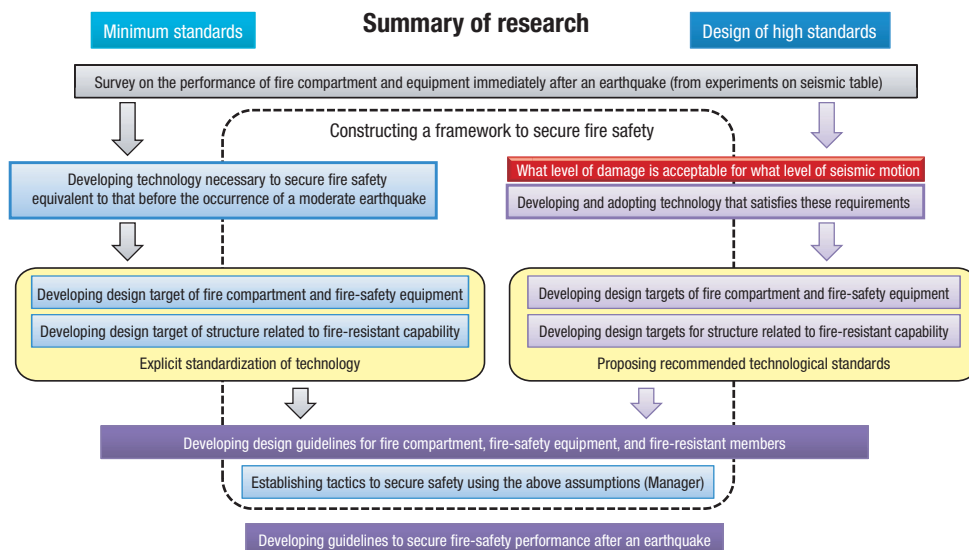 Summary of research
Minimum standards
Design of high standards
Survey on the performance of fire compartment and equipment immediately after an earthquake (from experiments on seismic table)
Constructing a framework to secure fire safety
Developing technology necessary to secure fire safety
equivalent to that before the occurrence of a moderate earthquake
What level of damage is acceptable for what level of seismic motion
Developing and adopting technology that satisfies these requirements
Developing design target of fire compartment and fire-safety equipment
Developing design target of structure related to fire-resistant capability
Explicit standardization of technology
Developing design targets of fire compartment and fire-safety equipment
Developing design targets for structure related to fire-resistant capability
Proposing recommended technological standards
Developing design guidelines for fire compartment, fire-safety equipment, and fire-resistant members
Establishing tactics to secure safety using the above assumptions (Manager)
Developing guidelines to secure fire-safety performance after an earthquake